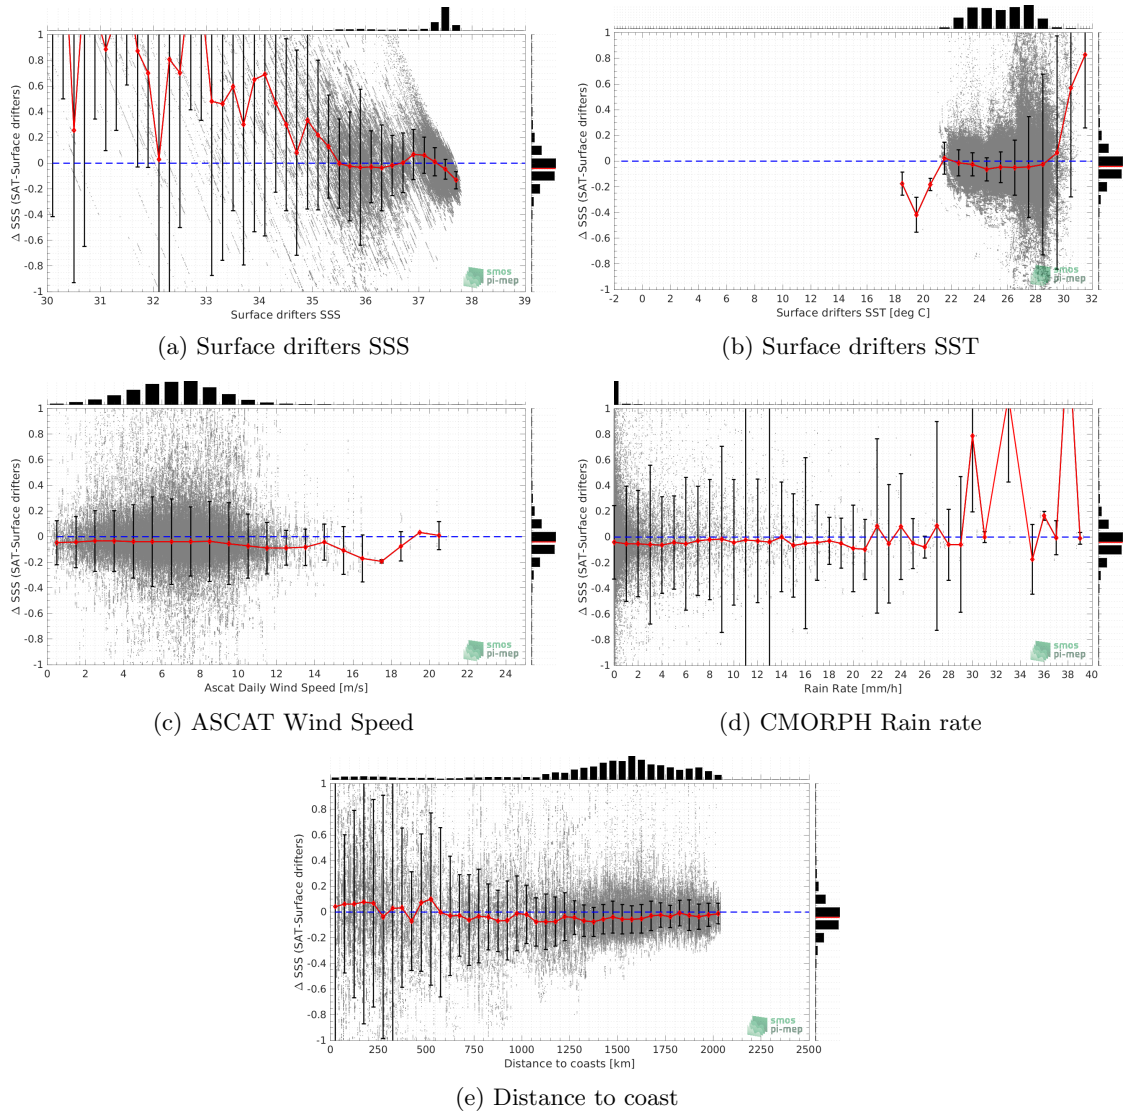 1
0.8
0.6
0.4
0.2
0
-0.2
-0.4
-0.6
-0.8
-1
Δ SSS (SAT-Surface drifters)
30 31 32 33 34 35 36 37 38 39
Surface drifters SSS
smos
pi-mep
(a) Surface drifters SSS
1
0.8
0.6
0.4
0.2
0
-0.2
-0.4
-0.6
-0.8
-1
Δ SSS (SAT-Surface drifters)
-2 0 2 4 6 8 10 12 14 16 18 20 22 24 26 28 30 32
Surface drifters SST [deg C]
smos
pi-mep
(b) Surface drifters SST
1
0.8
0.6
0.4
0.2
0
-0.2
-0.4
-0.6
-0.8
-1
Δ SSS (SAT-Surface drifters)
0 2 4 6 8 10 12 14 16 18 20 22 24
Ascat Daily Wind Speed [m/s]
smos
pi-mep
(c) ASCAT Wind Speed
1
0.8
0.6
0.4
0.2
0
-0.2
-0.4
-0.6
-0.8
-1
Δ SSS (SAT-Surface drifters)
0 2 4 6 8 10 12 14 16 18 20 22 24 26 28 30 32 34 36 38 40
Rain Rate [mm/h]
smos
pi-mep
(d) CMORPH Rain rate
1
0.8
0.6
0.4
0.2
0
-0.2
-0.4
-0.6
-0.8
-1
Δ SSS (SAT-Surface drifters)
0 250 500 750 1000 1250 1500 1750 2000 2250 2500
Distance to coasts [km]
smos
pi-mep
(e) Distance to coast